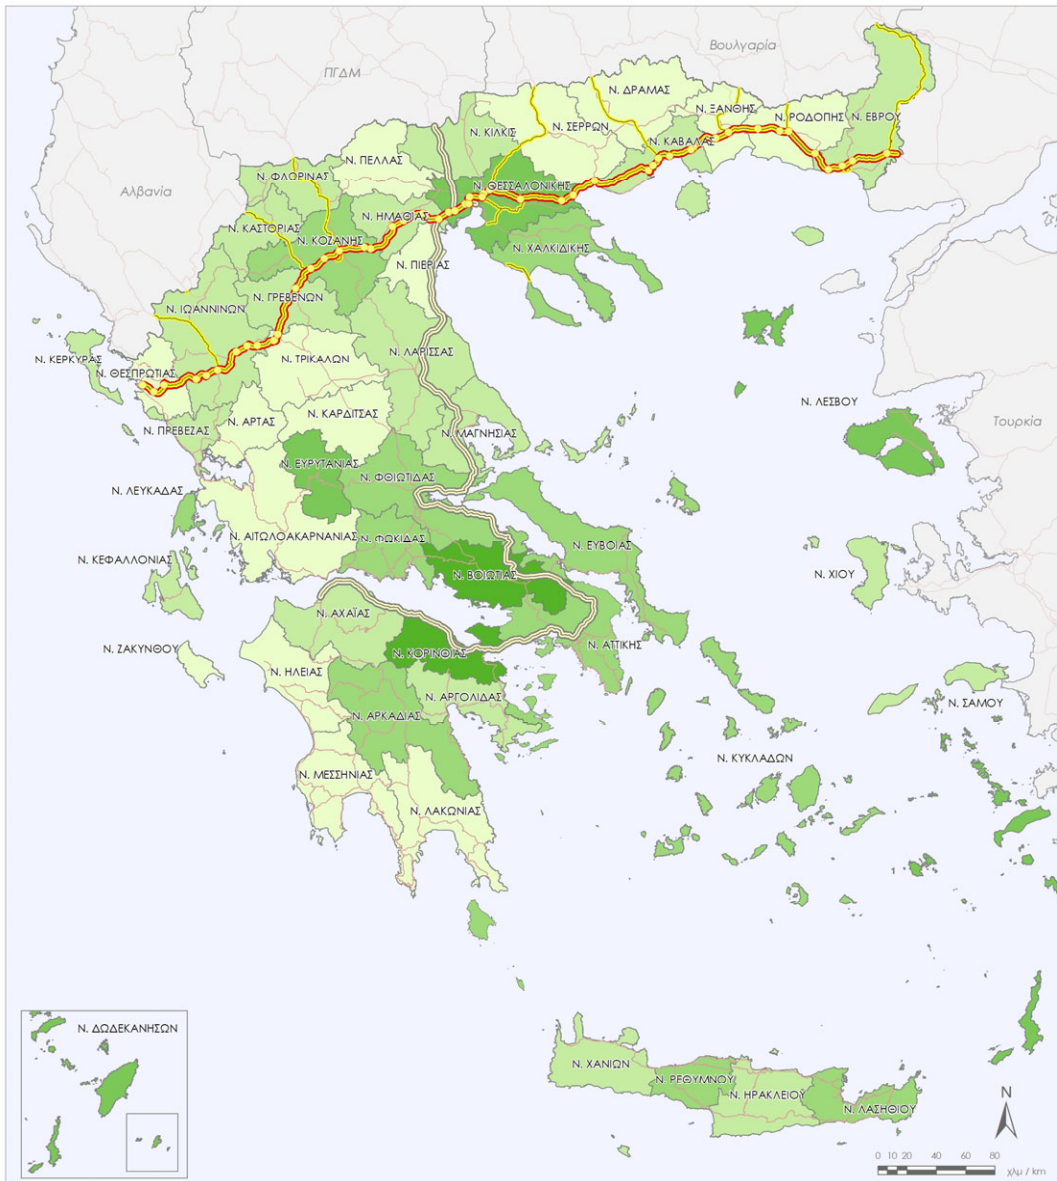 Βουλγαρία
ΠΓΔΜ
Αλβανία
Τουρκία
Ν. ΔΡΑΜΑΣ
Ν. ΞΑΝΘΗΣ
Ν. ΡΟΔΟΠΗΣ
Ν. ΕΒΡΟΥ
Ν. ΚΙΛΚΙΣ
Ν. ΣΕΡΡΩΝ
Ν. ΚΑΒΑΛΑΣ
Ν. ΠΕΛΛΑΣ
Ν. ΦΛΩΡΙΝΑΣ
Ν. ΘΕΣΣΑΛΟΝΙΚΗΣ
Ν. ΗΜΑΘΙΑΣ
Ν. ΚΑΣΤΟΡΙΑΣ
Ν. ΚΟΖΑΝΗΣ
Ν. ΧΑΛΚΙΔΙΚΗΣ
Ν. ΠΙΕΡΙΑΣ
Ν. ΓΡΕΒΕΝΩΝ
Ν. ΙΩΑΝΝΙΝΩΝ
Ν. ΚΕΡΚΥΡΑΣ
Ν. ΘΕΣΠΡΩΤΙΑΣ
Ν. ΤΡΙΚΑΛΩΝ
Ν. ΛΑΡΙΣΣΑΣ
Ν. ΛΕΣΒΟΥ
Ν. ΚΑΡΔΙΤΣΑΣ
Ν. ΑΡΤΑΣ
Ν. ΠΡΕΒΕΖΑΣ
Ν. ΜΑΓΝΗΣΙΑΣ
Ν. ΕΥΡΥΤΑΝΙΑΣ
Ν. ΦΘΙΩΤΙΔΑΣ
Ν. ΛΕΥΚΑΔΑΣ
Ν. ΑΙΤΩΛΟΑΚΑΡΝΑΝΙΑΣ
Ν. ΦΩΚΙΔΑΣ
Ν. ΕΥΒΟΙΑΣ
Ν. ΚΕΦΑΛΛΟΝΙΑΣ
Ν. ΒΟΙΩΤΙΑΣ
Ν. ΧΙΟΥ
Ν. ΑΧΑΪΑΣ
Ν. ΖΑΚΥΝΘΟΥ
Ν. ΚΟΡΙΝΘΙΑΣ
Ν. ΑΤΤΙΚΗΣ
Ν. ΗΛΕΙΑΣ
Ν. ΑΡΓΟΛΙΔΑΣ
Ν. ΣΑΜΟΥ
Ν. ΑΡΚΑΔΙΑΣ
Ν. ΚΥΚΛΑΔΩΝ
Ν. ΜΕΣΣΗΝΙΑΣ
Ν. ΛΑΚΩΝΙΑΣ
Ν. ΔΩΔΕΚΑΝΗΣΩΝ
Ν. ΧΑΝΙΩΝ
Ν. ΡΕΘΥΜΝΟΥ
Ν. ΗΡΑΚΛΕΙΟΥ
Ν. ΛΑΣΗΘΙΟΥ
N
0 10 20 40 60 80
χλμ / km